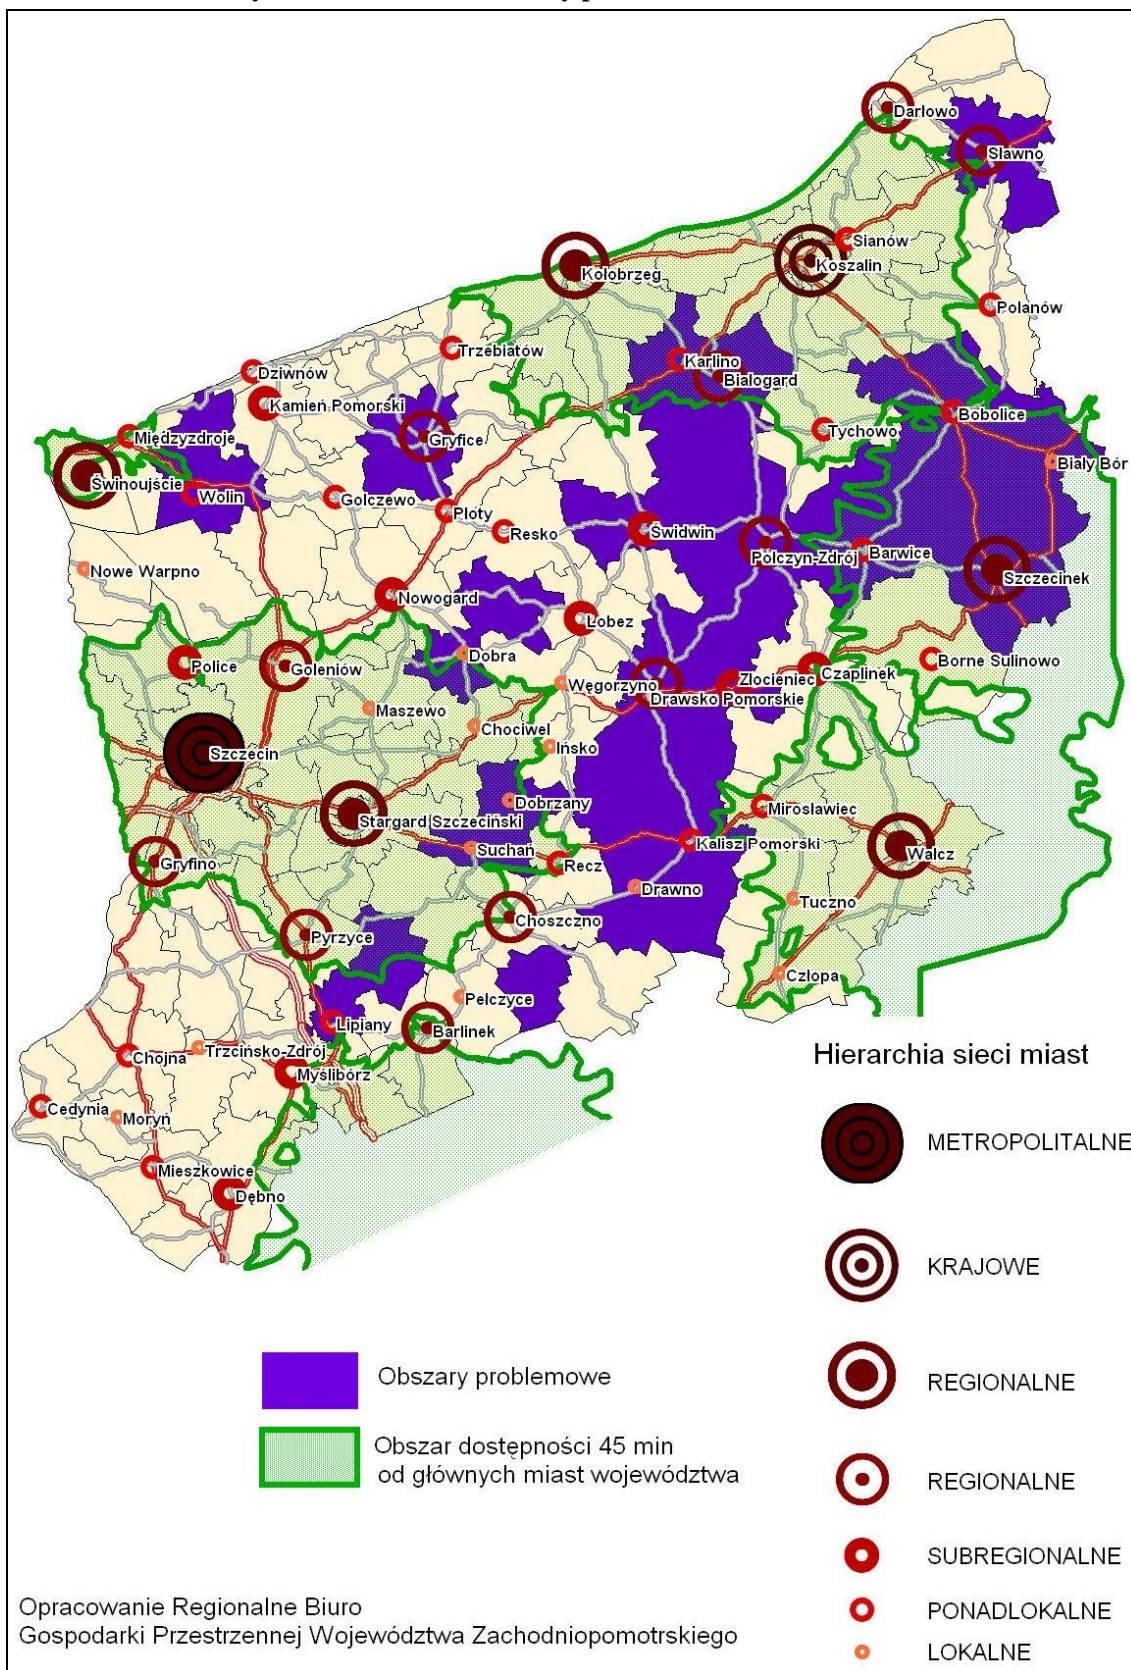 Darłowo
Sławno
Sianów
Koszalin
Kołobrzeg
Polanów
Trzebiatów
Karlino
Białogard
Dziwnów
Kamień Pomorski
Bobolice
Gryfice
Tychowo
Międzyzdroje
Biały Bór
Świnoujście
Wolin
Golczewo
Płoty
Resko
Świdwin
Połczyn-Zdrój
Barwice
Nowe Warpno
Szczecinek
Nowogard
Łobez
Dobra
Police
Goleniów
Borne Sulinowo
Węgorzyno
Złocieniec
Czaplinek
Drawsko Pomorskie
Maszewo
Chociwel
Szczecin
Ińsko
Dobrzany
Mirosławiec
Stargard Szczeciński
Suchań
Kalisz Pomorski
Wałcz
Gryfino
Recz
Drawno
Tuczno
Choszczno
Pyrzyce
Człopa
Pełczyce
Lipiany
Barlinek
Trzcińsko-Zdrój
Chojna
Myślibórz
Cedynia
Moryń
Mieszkowice
Dębno
Hierarchia sieci miast
METROPOLITALNE
KRAJOWE
REGIONALNE
REGIONALNE
SUBREGIONALNE
PONADLOKALNE
LOKALNE
Obszary problemowe
Obszar dostępności 45 min
od głównych miast województwa
Opracowanie Regionalne Biuro
Gospodarki Przestrzennej Województwa Zachodniopomotrskiego